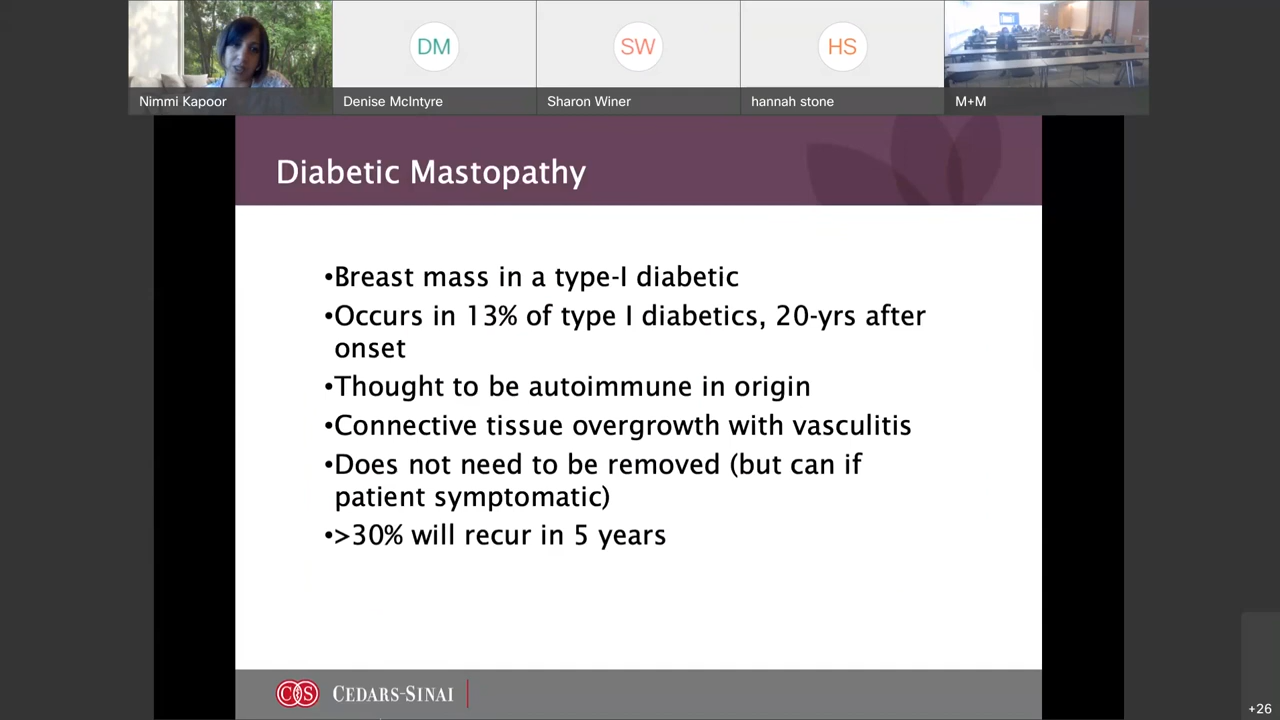 DM
SW
HS
Nimmi Kapoor
Denise McIntyre
Sharon Winer
hannah stone
M+M
Diabetic Mastopathy
•Breast mass in a type-I diabetic
•Occurs in 13% of type I diabetics, 20-yrs after
onset
•Thought to be autoimmune in origin
•Connective tissue overgrowth with vasculitis
•Does not need to be removed (but can if
patient symptomatic)
•>30% will recur in 5 years
CS
CEDARS-SINAI
+26